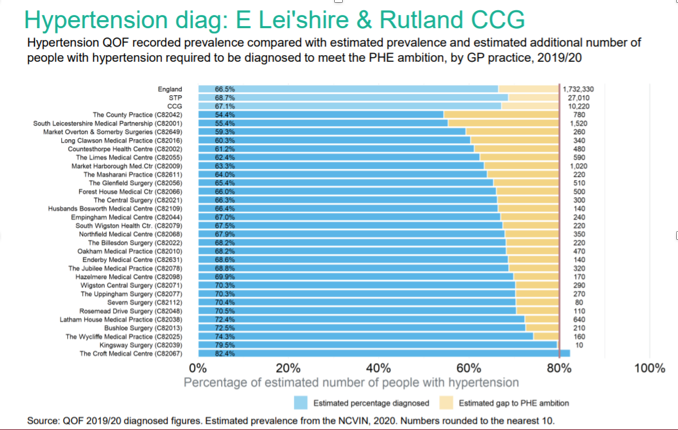 Hypertension diag: E Lei'shire & Rutland CCG
Hypertension QOF recorded prevalence compared with estimated prevalence and estimated additional number of
people with hypertension required to be diagnosed to meet the PHE ambition, by GP practice, 2019/20
England 66.5% 1,732,330
STP 68.7% 27,010
CCG 67.1% 10,220
The County Practice (C82042) 54.4% 780
South Leicestershire Medical Partnership (C82001) 55.4% 1,520
Market Overton & Somerby Surgeries (C82649) 59.3% 260
Long Clawson Medical Practice (C82016) 60.3% 340
Countesthorpe Health Centre (C82002) 61.2% 480
The Limes Medical Centre (C82055) 62.4% 590
Market Harborough Med.Ctr (C82009) 63.3% 1,020
The Masharani Practice (C82611) 64.0% 220
The Glenfield Surgery (C82056) 65.4% 510
Forest House Medical Ctr (C82066) 66.0% 500
The Central Surgery (C82021) 66.3% 300
Husbands Bosworth Medical Centre (C82109) 66.4% 140
Empingham Medical Centre (C82044) 67.0% 240
South Wigston Health Ctr. (C82079) 67.5% 220
Northfield Medical Centre (C82068) 67.9% 350
The Billesdon Surgery (C82022) 68.2% 220
Oakham Medical Practice (C82010) 68.2% 470
Enderby Medical Centre (C82631) 68.6% 140
The Jubilee Medical Practice (C82078) 68.8% 320
Hazelmere Medical Centre (C82098) 69.9% 170
Wigston Central Surgery (C82071) 70.3% 290
The Uppingham Surgery (C82077) 70.3% 270
Severn Surgery (C82112) 70.4% 80
Rosemead Drive Surgery (C82048) 70.5% 110
Latham House Medical Practice (C82038) 72.4% 640
Bushloe Surgery (C82013) 72.5% 210
The Wycliffe Medical Practice (C82025) 74.3% 160
Kingsway Surgery (C82039) 79.5% 10
The Croft Medical Centre (C82067) 82.4%
0% 20% 40% 60% 80% 100%
Percentage of estimated number of people with hypertension
Estimated percentage diagnosed Estimated gap to PHE ambition
Source: QOF 2019/20 diagnosed figures. Estimated prevalence from the NCVIN, 2020. Numbers rounded to the nearest 10.